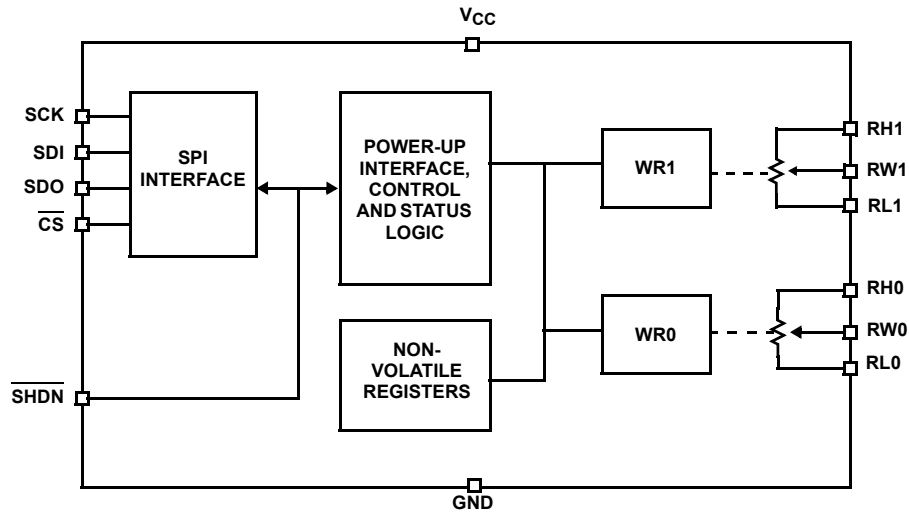 VCC
SCK
SDI
SDO
CS
SHDN
SPI
INTERFACE
POWER-UP
INTERFACE,
CONTROL
AND STATUS
LOGIC
NON-
VOLATILE
REGISTERS
WR1
WR0
RH1
RW1
RL1
RH0
RW0
RL0
GND